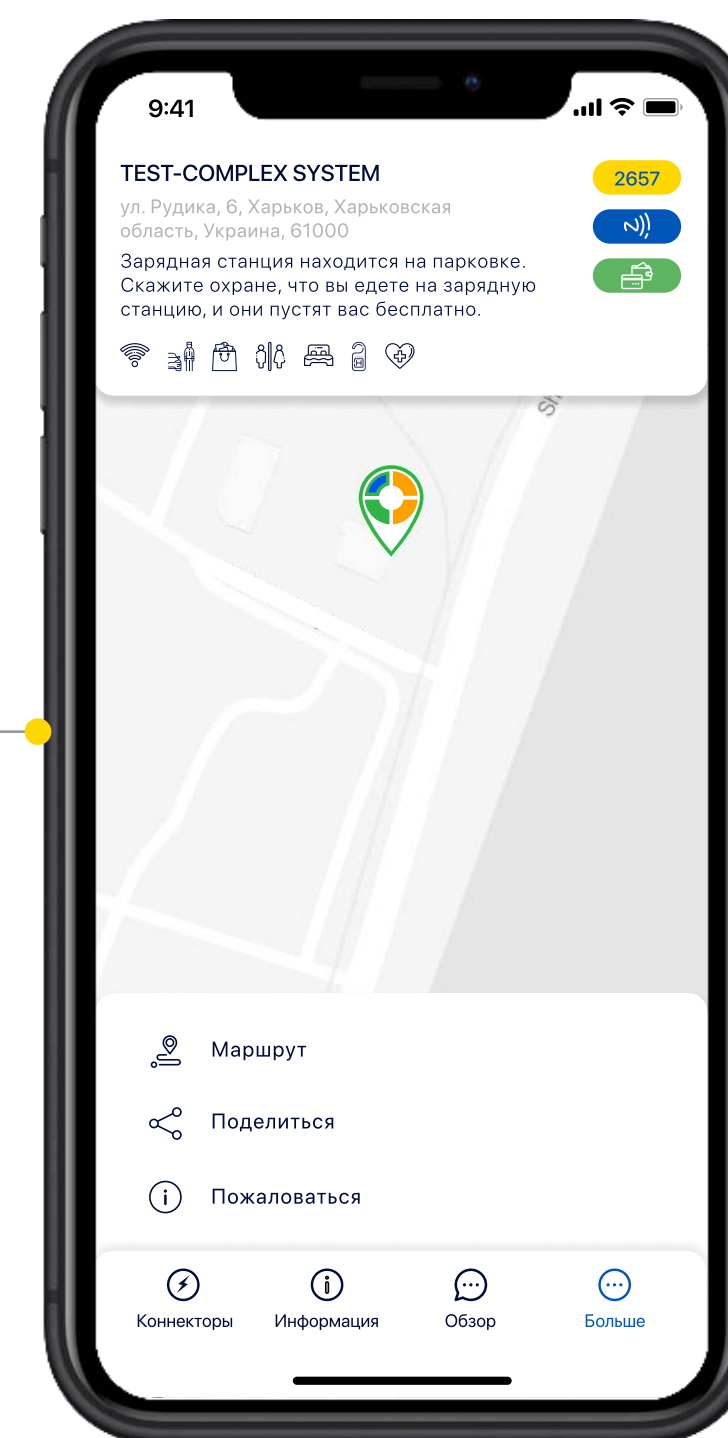 9:41
TEST-COMPLEX SYSTEM
2657
ул. Рудика, 6, Харьков, Харьковская
область, Украина, 61000
Зарядная станция находится на парковке.
Скажите охране, что вы едете на зарядную
станцию, и они пустят вас бесплатно.
Маршрут
Поделиться
Пожаловаться
Коннекторы
Информация
Обзор
Больше